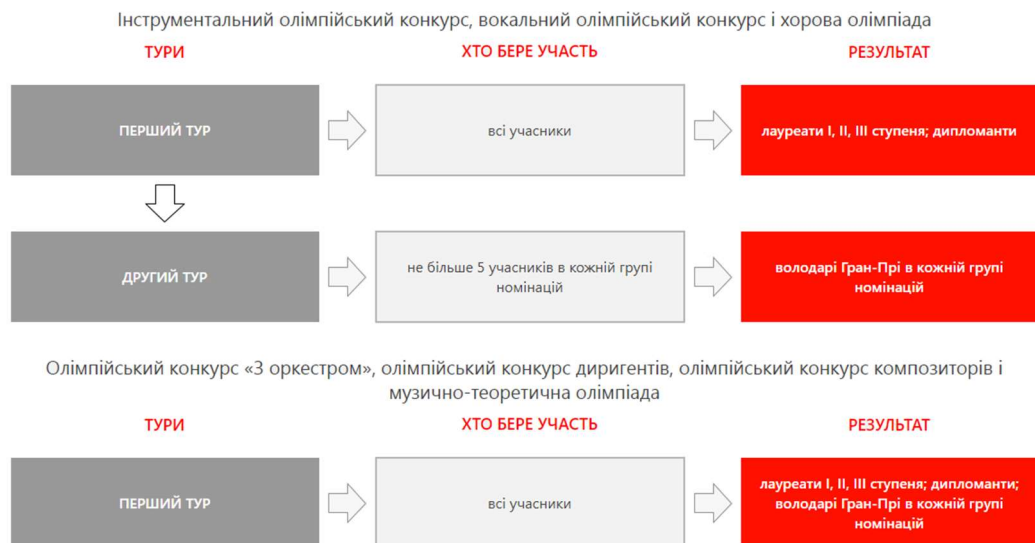 Інструментальний олімпійський конкурс, вокальний олімпійський конкурс і хорова олімпіада
ТУРИ
ХТО БЕРЕ УЧАСТЬ
РЕЗУЛЬТАТ
ПЕРШИЙ ТУР
всі учасники
лауреати I, II, III ступеня; дипломанти
ДРУГИЙ ТУР
не більше 5 учасників в кожній групі
номінацій
володарі Гран-Прі в кожній групі
номінацій
Олімпійський конкурс «З оркестром», олімпійський конкурс диригентів, олімпійський конкурс композиторів і
музично-теоретична олімпіада
ТУРИ
ХТО БЕРЕ УЧАСТЬ
РЕЗУЛЬТАТ
ПЕРШИЙ ТУР
всі учасники
лауреати I, II, III ступеня; дипломанти;
володарі Гран-Прі в кожній групі
номінацій